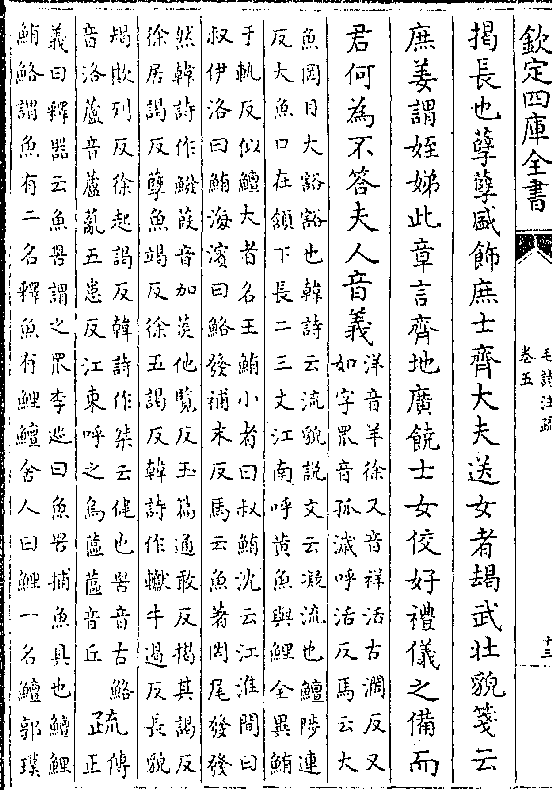 欽定四庫全書
毛詩注疏
卷五
十三
揭長也孽孽盛飾庶士齊大夫送女者朅武壯貌箋云
庶姜謂姪娣此章言齊地廣饒士女佼好禮儀之備而
君何為不答夫人音義
洋音羊徐又音祥活古濶反又
如字罛音孤濊呼活反馬云大
魚罔目大豁豁也韓詩云流貌說文云凝流也鱣陟連
反大魚口在頷下長二三丈江南呼黄魚與鯉全異鮪
于軌反似鱣大者名王鮪小者曰叔鮪沈云江淮間曰
叔伊洛曰鮪海濱曰鮥發補末反馬云魚著罔尾發發
然韓詩作鱍葭音加菼他覽反玉篇通敢反揭其謁反
徐居謁反孽魚竭反徐五謁反韓詩作巘牛遏反長貌
朅欺列反徐起謁反韓詩作桀云健也罟音古鮥
音洛蘆音蘆薍五患反江東呼之烏蓲蓲音丘
疏
傳
正
義曰釋器云魚罟謂之罛李巡曰魚罟捕魚具也鱣鯉
鮪鮥謂魚有二名釋魚有鯉鱣舍人曰鯉一名鱣郭璞